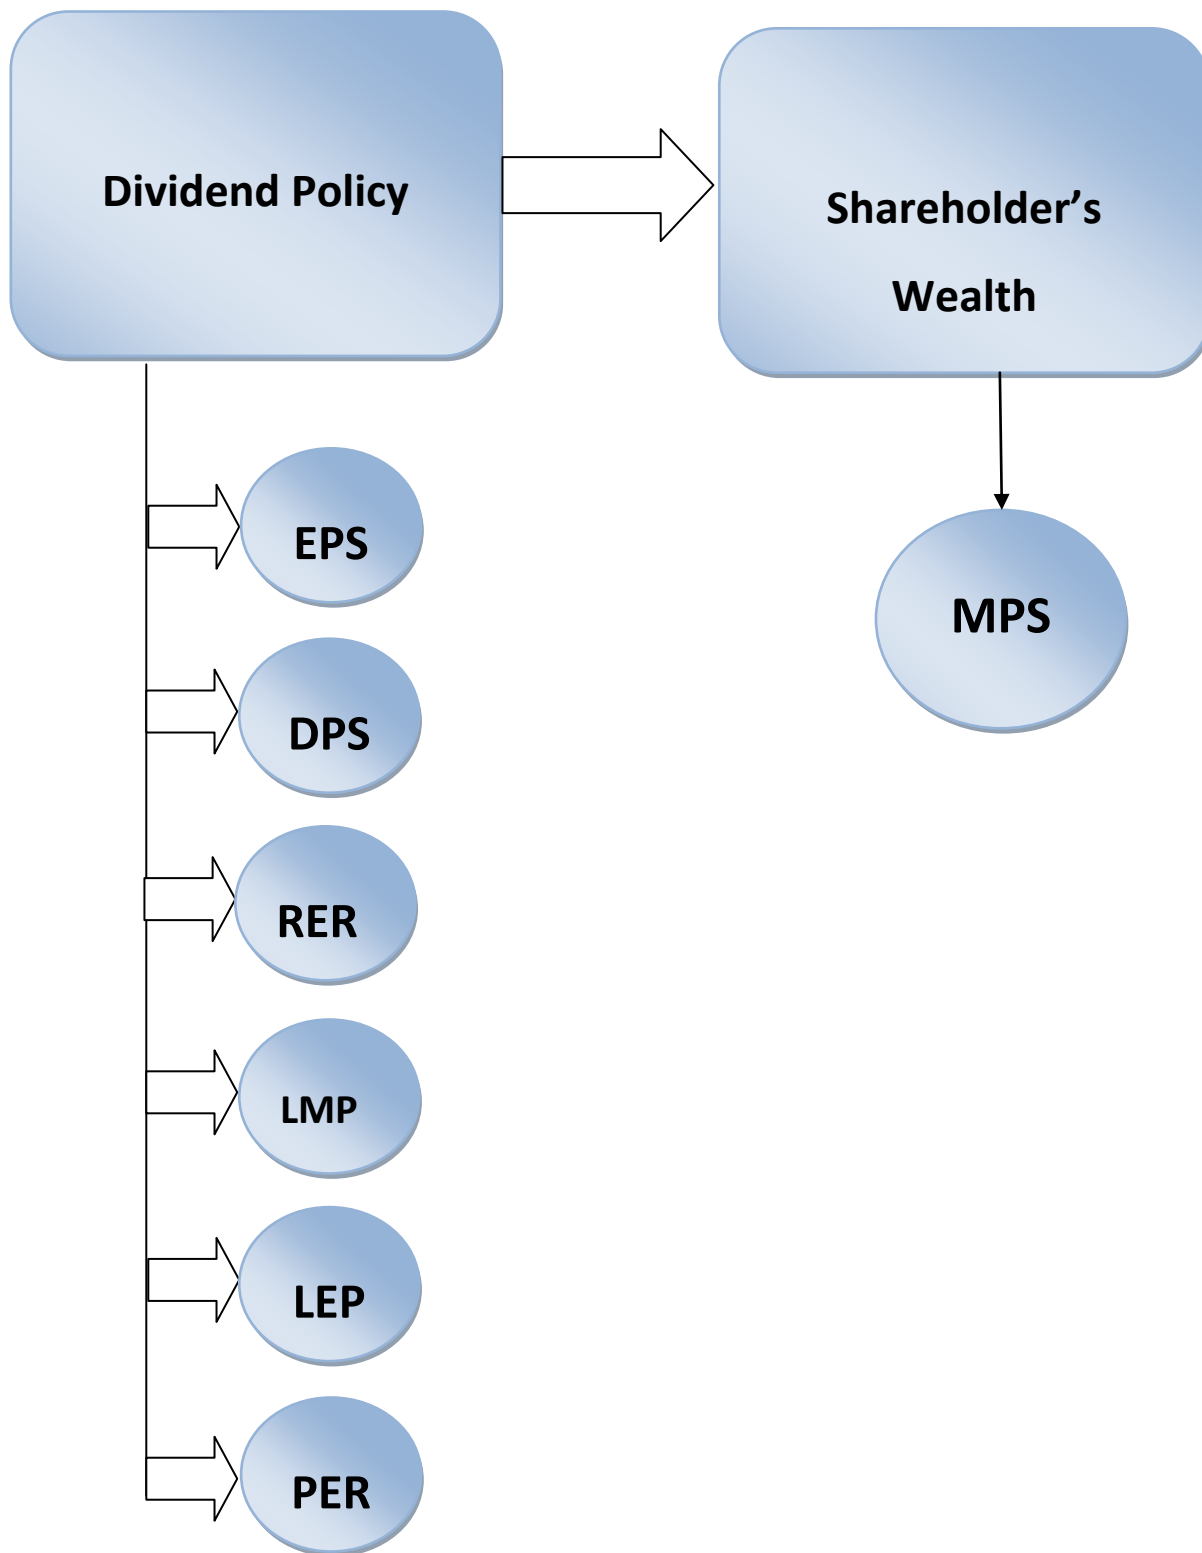 Dividend Policy
Shareholder’s
Wealth
EPS
DPS
RER
LMP
LEP
PER
MPS